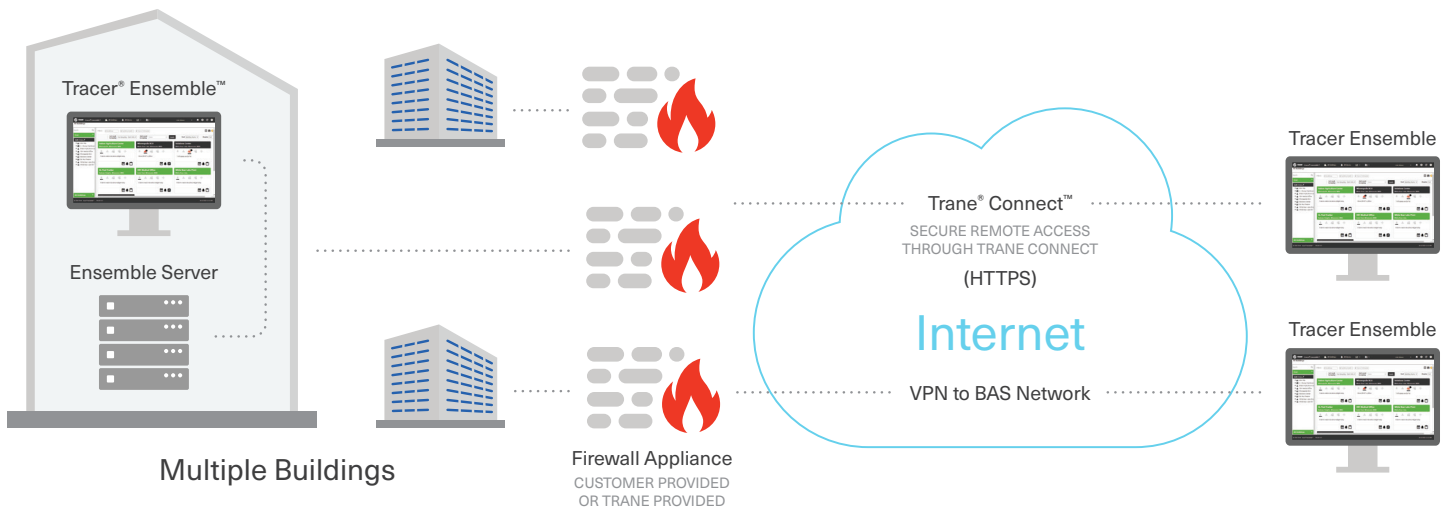 Tracer® Ensemble™
Ensemble Server
Multiple Buildings
Firewall Appliance
CUSTOMER PROVIDED
OR TRANE PROVIDED
Trane® Connect™
SECURE REMOTE ACCESS
THROUGH TRANE CONNECT
(HTTPS)
Internet
VPN to BAS Network
Tracer Ensemble
Tracer Ensemble